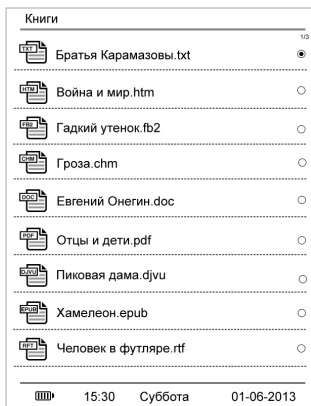 Книги
1/3
TXT Братья Карамазовы.txt
HTM Война и мир.htm
FB2 Гадкий утенок.fb2
CHM Гроза.chm
DOC Евгений Онегин.doc
PDF Отцы и дети.pdf
DJVU Пиковая дама.djvu
EPUB Хамелеон.epub
RFT Человек в футляре.rtf
15:30 Суббота 01-06-2013